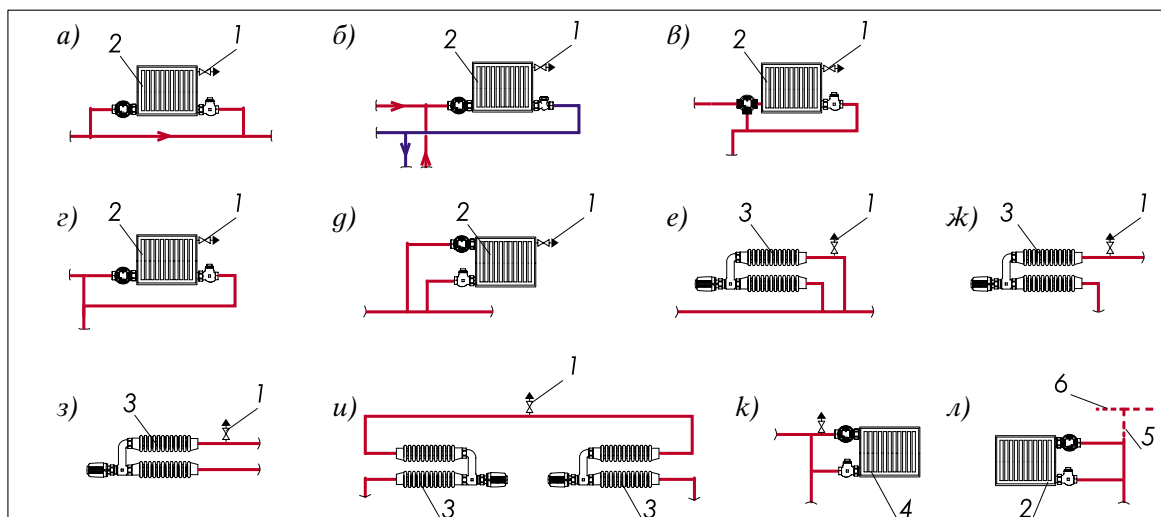 а) 2 1
б) 2 1
в) 2 1
г) 2 1
д) 2 1
е) 3 1
ж) 3 1
з) 3 1
и) 1 3 3
k) 4
л) 6 5 2